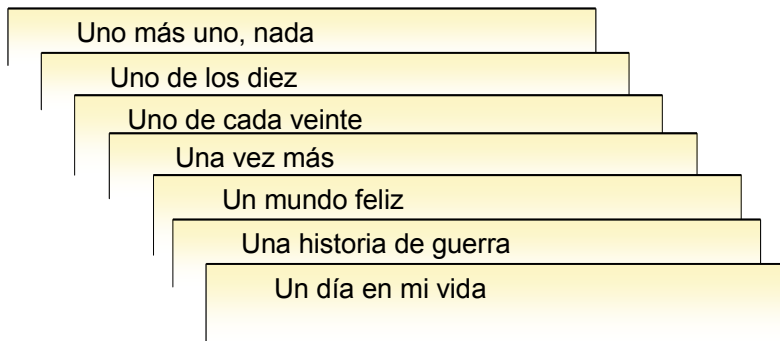 Uno más uno, nada
Uno de los diez
Uno de cada veinte
Una vez más
Un mundo feliz
Una historia de guerra
Un día en mi vida